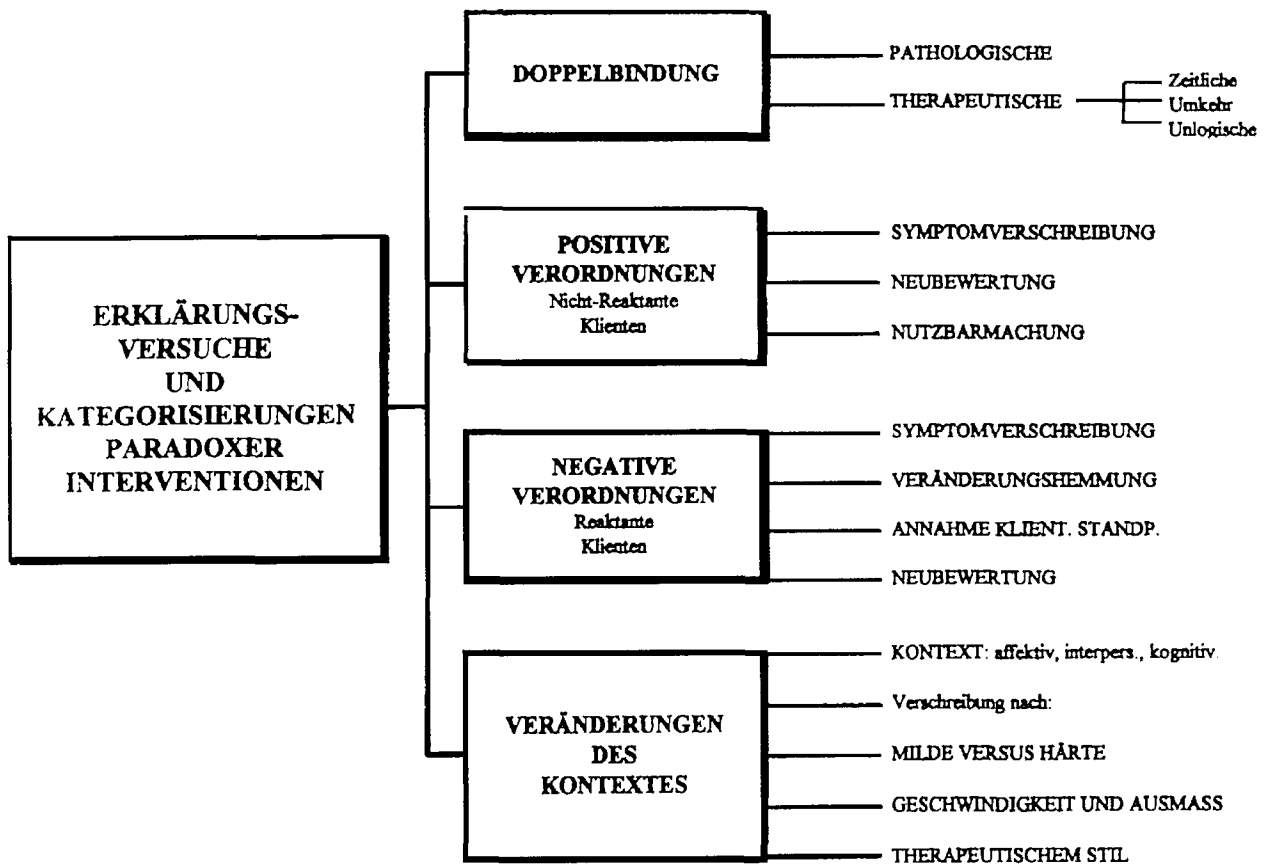 ERKLÄRUNGS-
VERSUCHE
UND
KATEGORISIERUNGEN
PARADOXER
INTERVENTIONEN
DOPPELBINDUNG
PATHOLOGISCHE
THERAPEUTISCHE
Zeitliche
Umkehr
Unlogische
POSITIVE
VERORDNUNGEN
Nicht-Reaktante
Klienten
SYMPTOMVERSCHREIBUNG
NEUBEWERTUNG
NUTZBARMACHUNG
NEGATIVE
VERORDNUNGEN
Reaktante
Klienten
SYMPTOMVERSCHREIBUNG
VERÄNDERUNGSHEMMUNG
ANNAHME KLIENT. STANDP.
NEUBEWERTUNG
VERÄNDERUNGEN
DES
KONTEXTES
KONTEXT: affektiv, interpers., kognitiv.
Verschreibung nach:
MILDE VERSUS HÄRTE
GESCHWINDIGKEIT UND AUSMASS
THERAPEUTISCHEM STIL